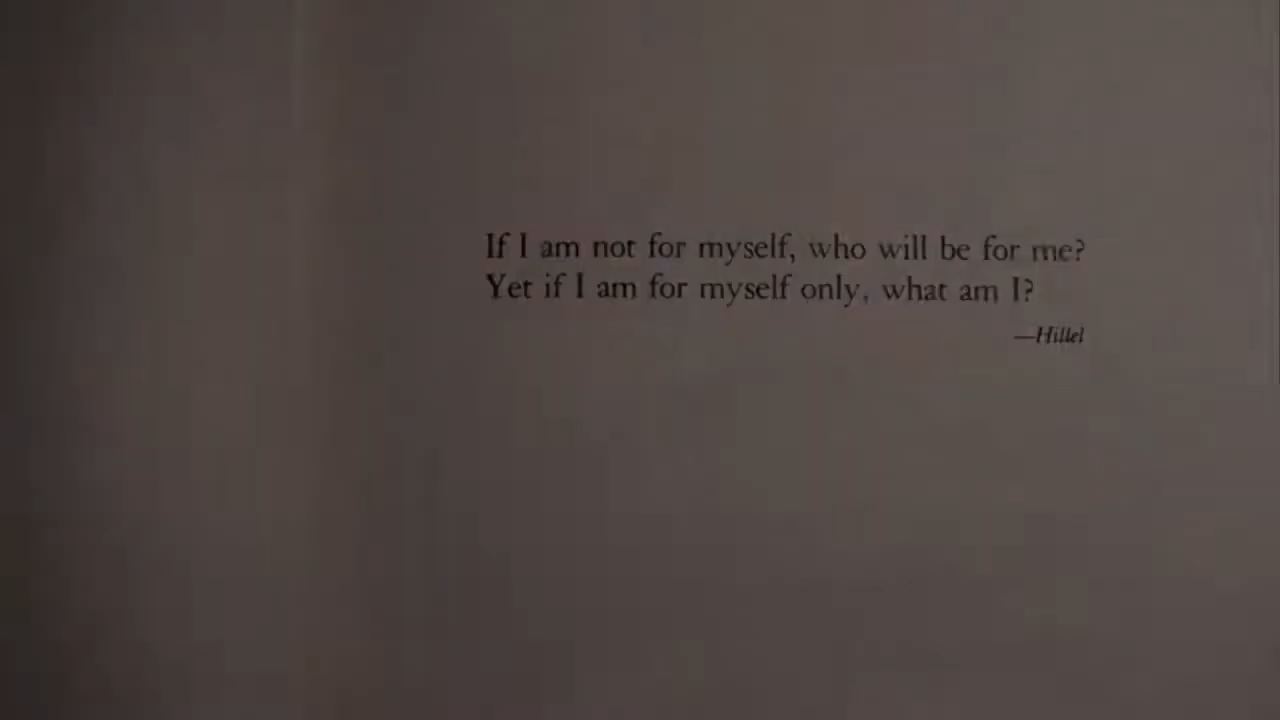 If I am not for myself, who will be for me?
Yet if I am for myself only, what am I?
—Hillel